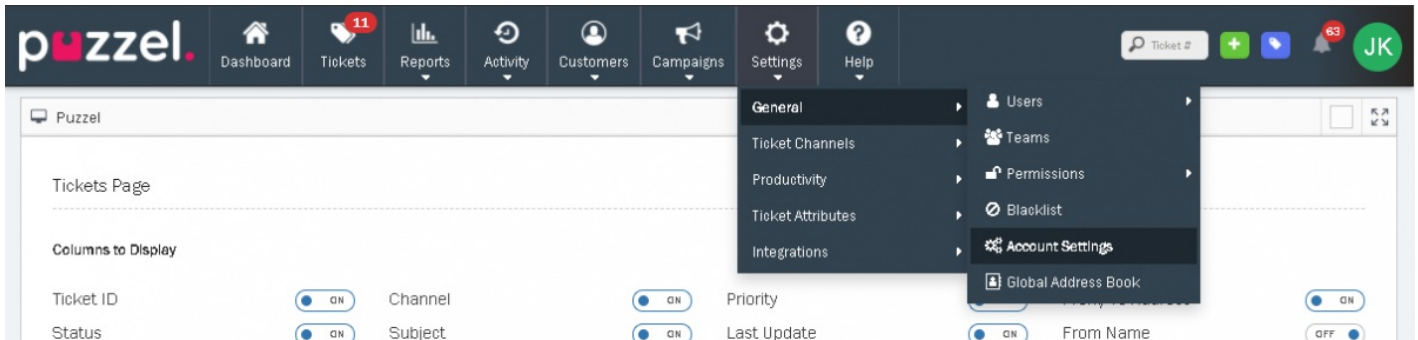 puzzel.
Dashboard
11
Tickets
Reports
Activity
Customers
Campaigns
Settings
Help
Ticket #
63
JK
Puzzel
General
Ticket Channels
Productivity
Ticket Attributes
Integrations
Users
Teams
Permissions
Blacklist
Account Settings
Global Address Book
Tickets Page
Columns to Display
Ticket ID ON Channel ON Priority ON
Status ON Subject ON Last Update ON From Name OFF